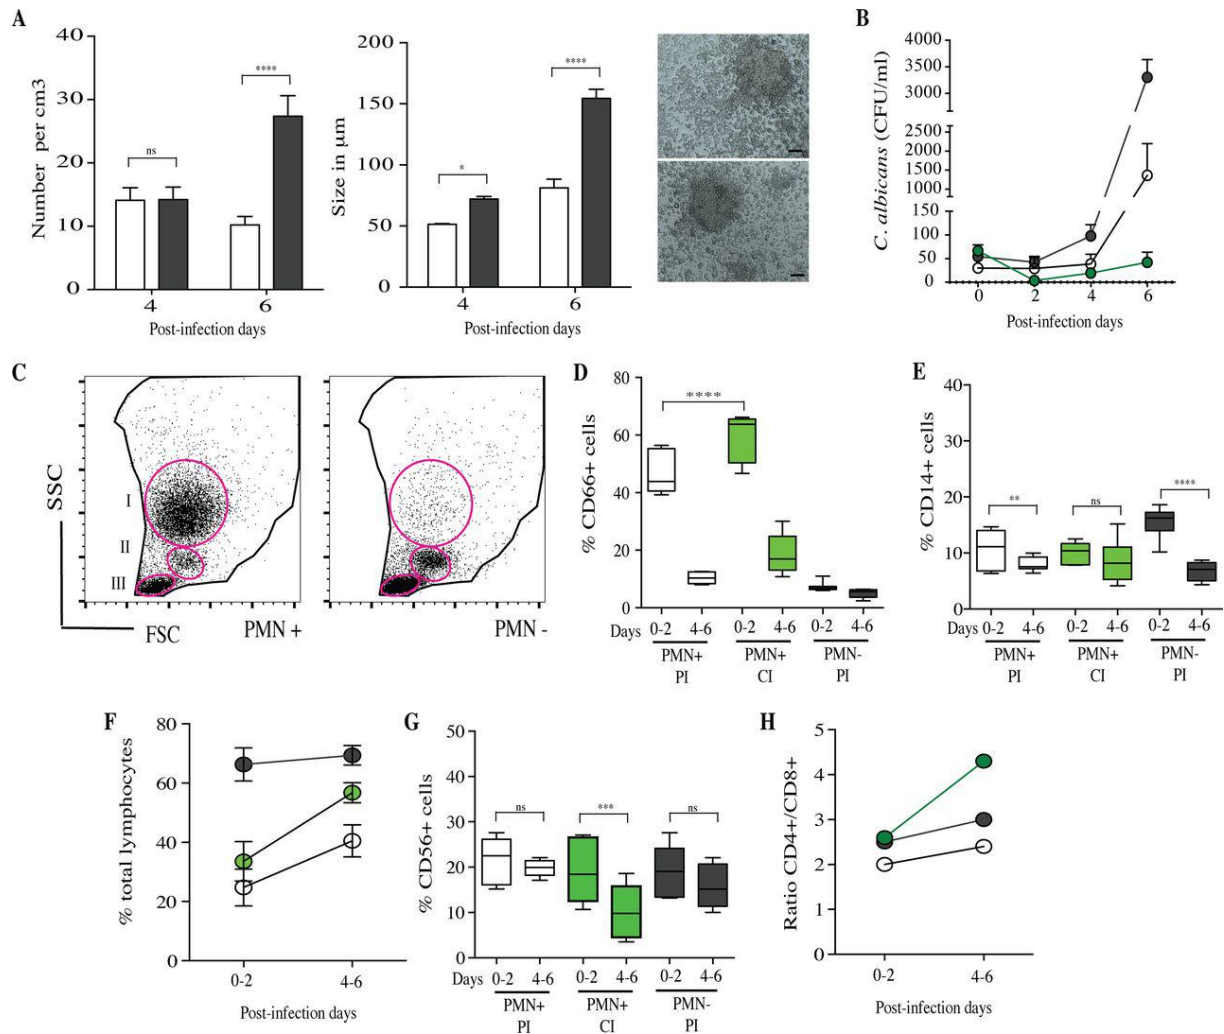 A
40
30
20
10
0
Number per cm3
ns
****
4
6
Post-infection days
200
150
100
50
0
Size in µm
*
****
4
6
Post-infection days
B
4000
3500
3000
2500
2000
1500
1000
150
100
50
0
C. albicans (CFU/ml)
0
2
4
6
Post-infection days
C
SSC
I
II
III
FSC
PMN +
PMN -
D
80
60
40
20
0
% CD66+ cells
****
Days
0-2
4-6
0-2
4-6
0-2
4-6
PMN+
PI
PMN+
CI
PMN-
PI
E
40
30
20
10
0
% CD14+ cells
**
ns
****
Days
0-2
4-6
0-2
4-6
0-2
4-6
PMN+
PI
PMN+
CI
PMN-
PI
F
80
60
40
20
0
% total lymphocytes
0-2
4-6
Post-infection days
G
50
40
30
20
10
0
% CD56+ cells
ns
***
ns
Days
0-2
4-6
0-2
4-6
0-2
4-6
PMN+
PI
PMN+
CI
PMN-
PI
H
5
4
3
2
1
0
Ratio CD4+/CD8+
0-2
4-6
Post-infection days